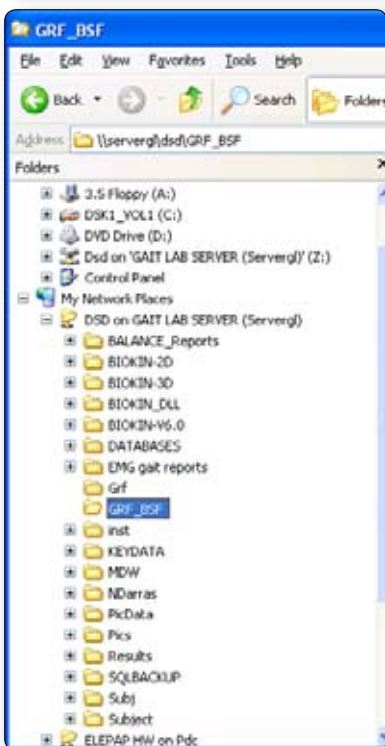 GRF_BSF
File Edit View Favorites Tools Help
Back Search Folders
Address \\servergl\dsd\GRF_BSF
Folders
3.5 Floppy (A:)
DSK1_VOL1 (C:)
DVD Drive (D:)
Dsd on 'GAIT LAB SERVER (Servergl)' (Z:)
Control Panel
My Network Places
DSD on GAIT LAB SERVER (Servergl)
BALANCE_Reports
BIOKIN-2D
BIOKIN-3D
BIOKIN_DLL
BIOKIN-V6.0
DATABASES
EMG gait reports
Grf
GRF_BSF
inst
KEYDATA
MDW
NDarras
PicData
Pics
Results
SQLBACKUP
Subj
Subject
ELEPAP HW on Pdc